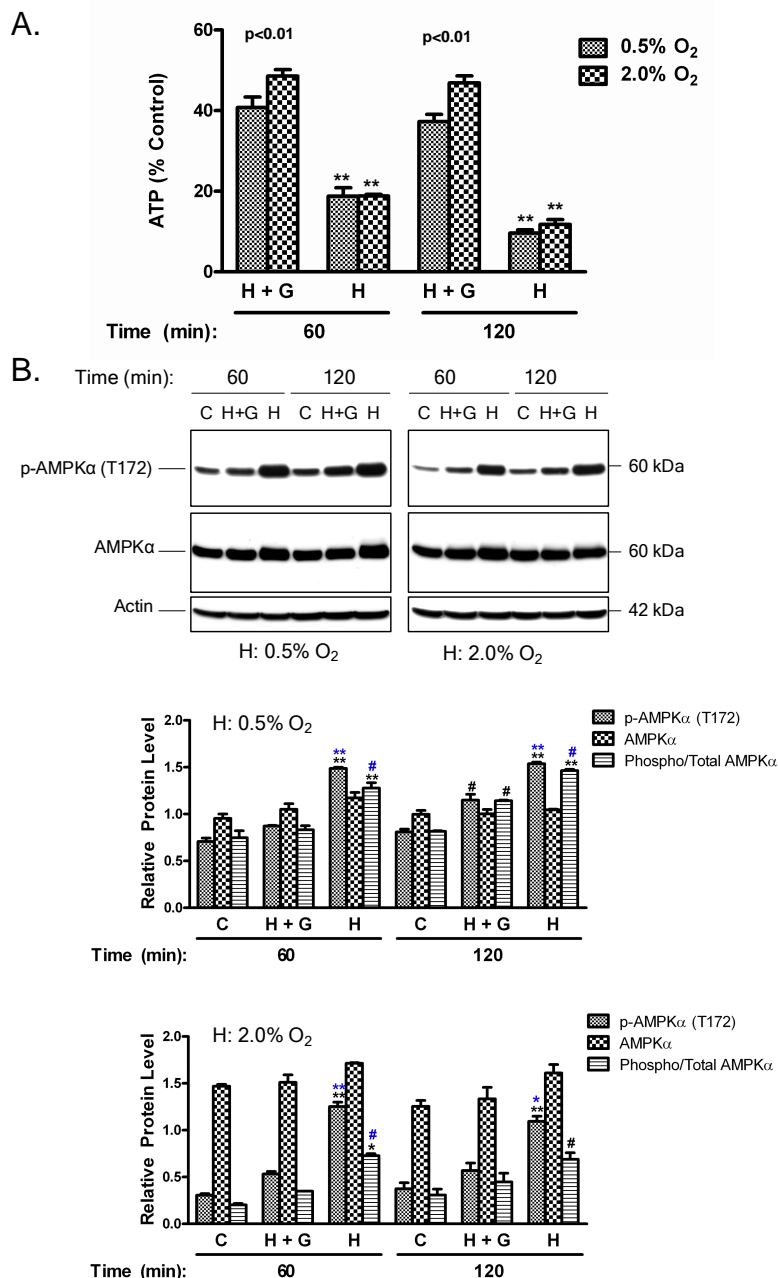 A.
60
40
20
0
ATP (% Control)
p<0.01
p<0.01
0.5% O₂
2.0% O₂
** **
** **
H + G H H + G H
Time (min): 60 120
B.
Time (min): 60 120 60 120
C H+G H C H+G H C H+G H C H+G H
p-AMPKα (T172) 60 kDa
AMPKα 60 kDa
Actin 42 kDa
H: 0.5% O₂ H: 2.0% O₂
H: 0.5% O₂
Relative Protein Level
2.0
1.5
1.0
0.5
0.0
p-AMPKα (T172)
AMPKα
Phospho/Total AMPKα
** **
** # ** #
** # # **
C H + G H C H + G H
Time (min): 60 120
H: 2.0% O₂
Relative Protein Level
2.0
1.5
1.0
0.5
0.0
p-AMPKα (T172)
AMPKα
Phospho/Total AMPKα
** *
** **
# #
*
C H + G H C H + G H
Time (min): 60 120